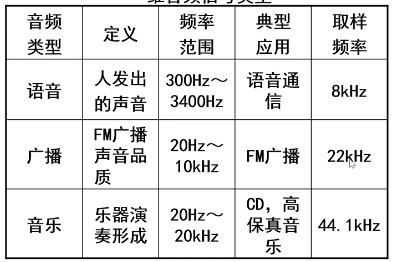 音频类型 定义 频率范围 典型应用 取样频率
语音 人发出的声音 300Hz～3400Hz 语音通信 8kHz
广播 FM广播声音品质 20Hz～10kHz FM广播 22kHz
音乐 乐器演奏形成 20Hz～20kHz CD，高保真音乐 44.1kHz